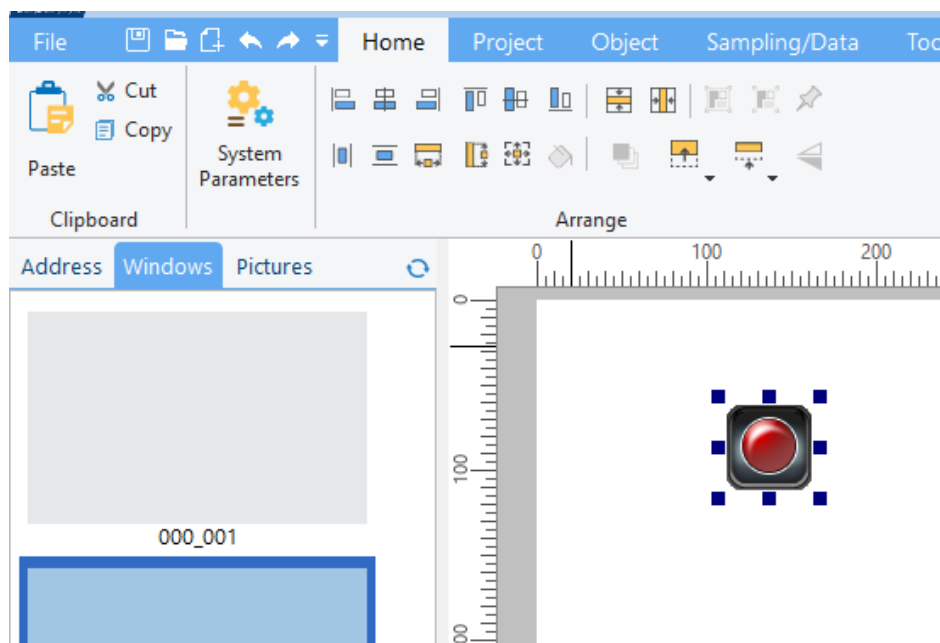 File Home Project Object Sampling/Data
Cut
Copy
Paste
System
Parameters
Clipboard
Arrange
Address Windows Pictures
0 100 200
0
100
000_001